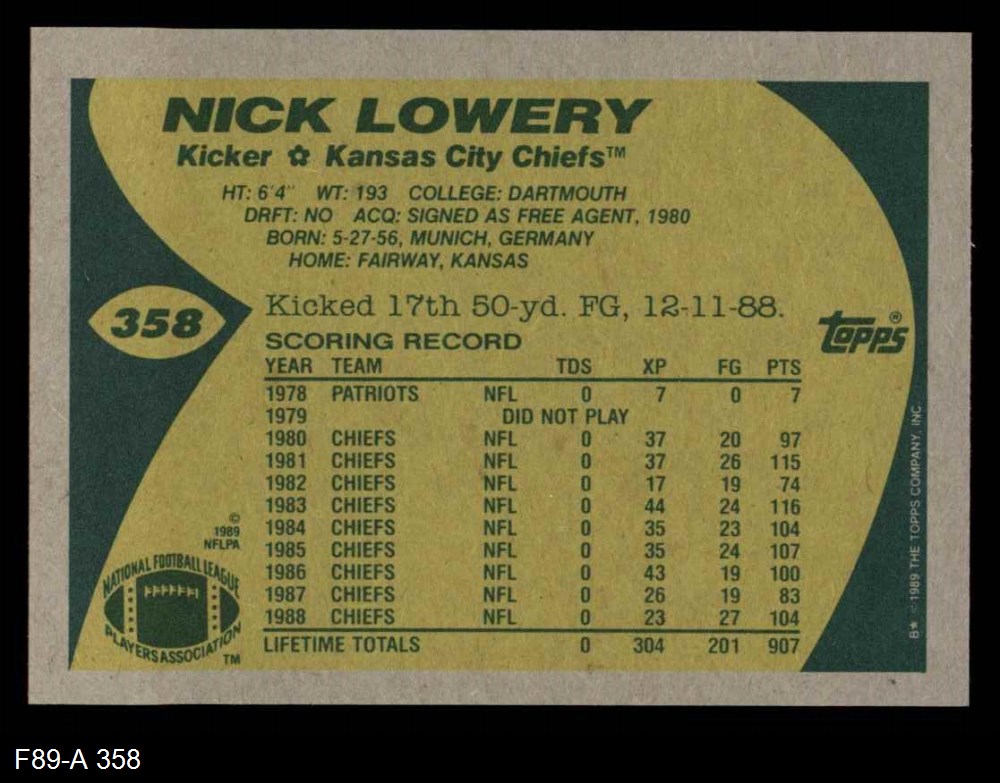 NICK LOWERY
Kicker ✿ Kansas City Chiefs™
HT: 6'4" WT: 193 COLLEGE: DARTMOUTH
DRFT: NO ACQ: SIGNED AS FREE AGENT, 1980
BORN: 5-27-56, MUNICH, GERMANY
HOME: FAIRWAY, KANSAS
358
Kicked 17th 50-yd. FG, 12-11-88.
topps®
SCORING RECORD
YEAR TEAM TDS XP FG PTS
1978 PATRIOTS NFL 0 7 0 7
1979 DID NOT PLAY
1980 CHIEFS NFL 0 37 20 97
1981 CHIEFS NFL 0 37 26 115
1982 CHIEFS NFL 0 17 19 74
1983 CHIEFS NFL 0 44 24 116
1984 CHIEFS NFL 0 35 23 104
1985 CHIEFS NFL 0 35 24 107
1986 CHIEFS NFL 0 43 19 100
1987 CHIEFS NFL 0 26 19 83
1988 CHIEFS NFL 0 23 27 104
LIFETIME TOTALS 0 304 201 907
©
1989
NFLPA
NATIONAL FOOTBALL LEAGUE
PLAYERS ASSOCIATION
TM
B* © 1989 THE TOPPS COMPANY, INC.
F89-A 358